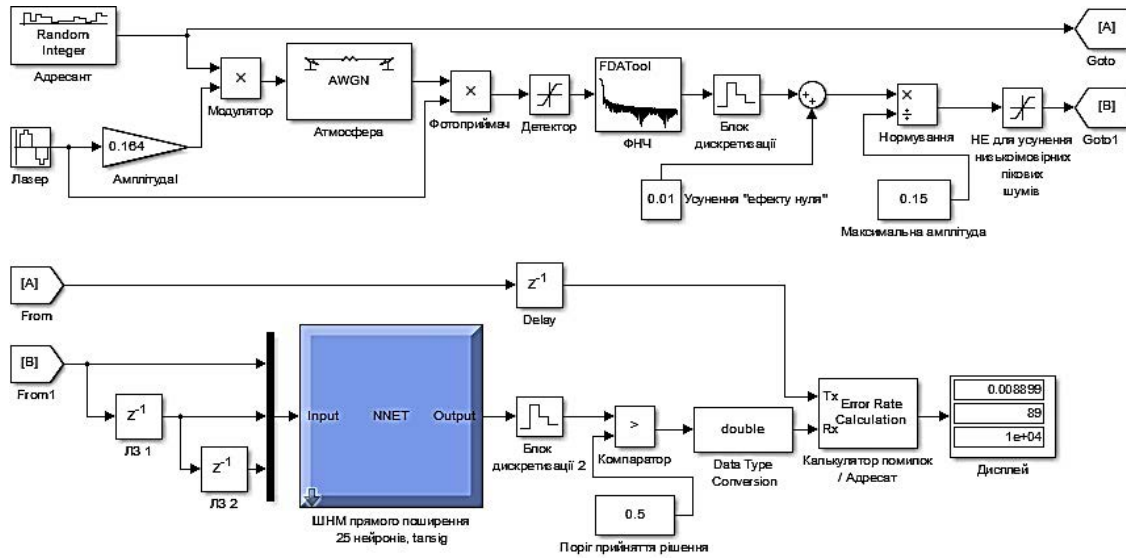 Random
Integer
Адресант
Модулятор
AWGN
Атмосфера
Фотоприймач
Детектор
FDATool
ФНЧ
Блок
дискретизації
Нормування
НЕ для усунення
низькоімовірних
пікових
шумів
[A]
Goto
[B]
Goto1
Лазер
0.164
АмплітудаI
0.01
Усунення "ефекту нуля"
0.15
Максимальна амплітуда
[A]
From
z⁻¹
Delay
[B]
From1
z⁻¹
ЛЗ 1
z⁻¹
ЛЗ 2
Input
NNET
Output
ШНМ прямого поширення
25 нейронів, tansig
Блок
дискретизації 2
>
Компаратор
0.5
Поріг прийняття рішення
double
Data Type
Conversion
Tx
Rx
Error Rate
Calculation
Калькулятор помилок
/ Адресат
0.008899
89
1e+04
Дисплей